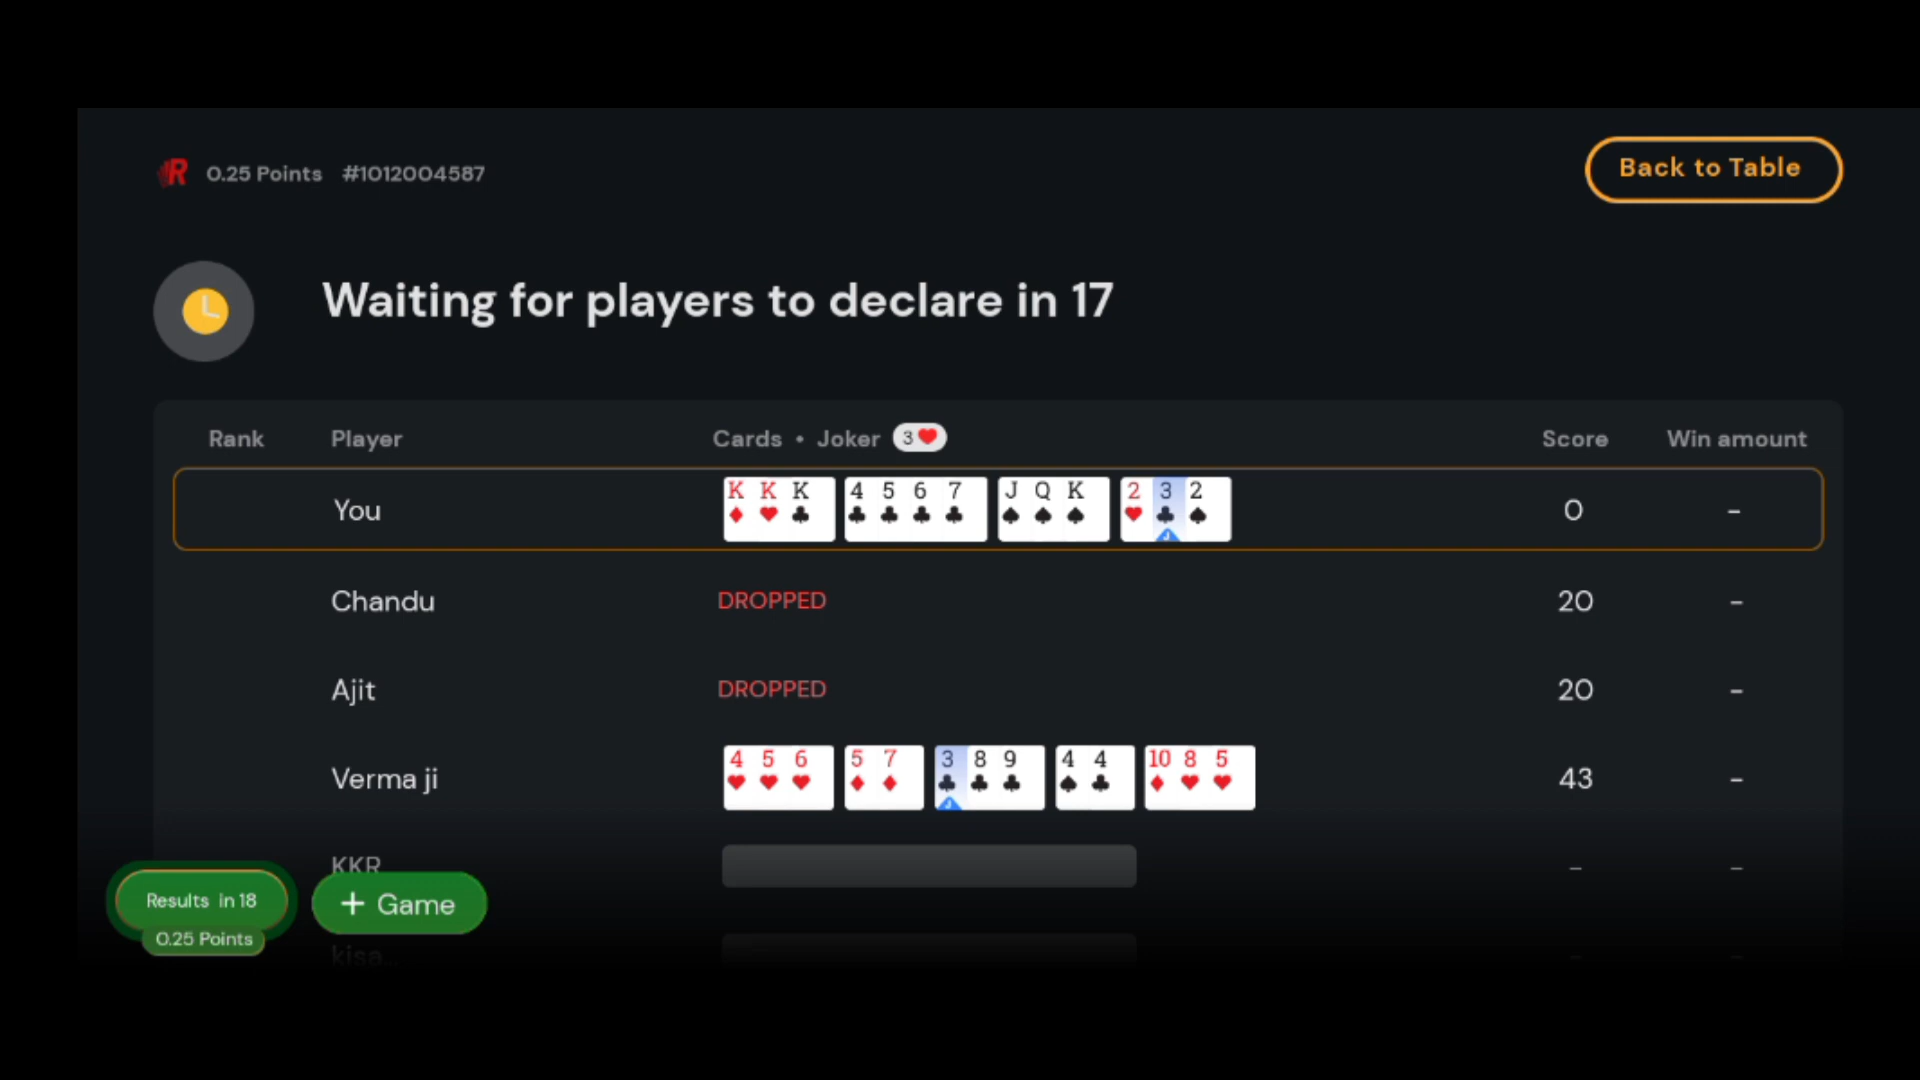 R 0.25 Points #1012004587
Back to Table
Waiting for players to declare in 17
Rank Player Cards • Joker 3♥ Score Win amount
You K♦ K♥ K♣ 4♣ 5♣ 6♣ 7♣ J♠ Q♠ K♠ 2♥ 3♣ J 2♠ 0 -
Chandu DROPPED 20 -
Ajit DROPPED 20 -
Verma ji 4♥ 5♥ 6♥ 5♦ 7♦ 3♣ J 8♣ 9♣ 4♠ 4♣ 10♦ 8♥ 5♥ 43 -
KKR - -
Results in 18
+ Game
0.25 Points
kisa... - -